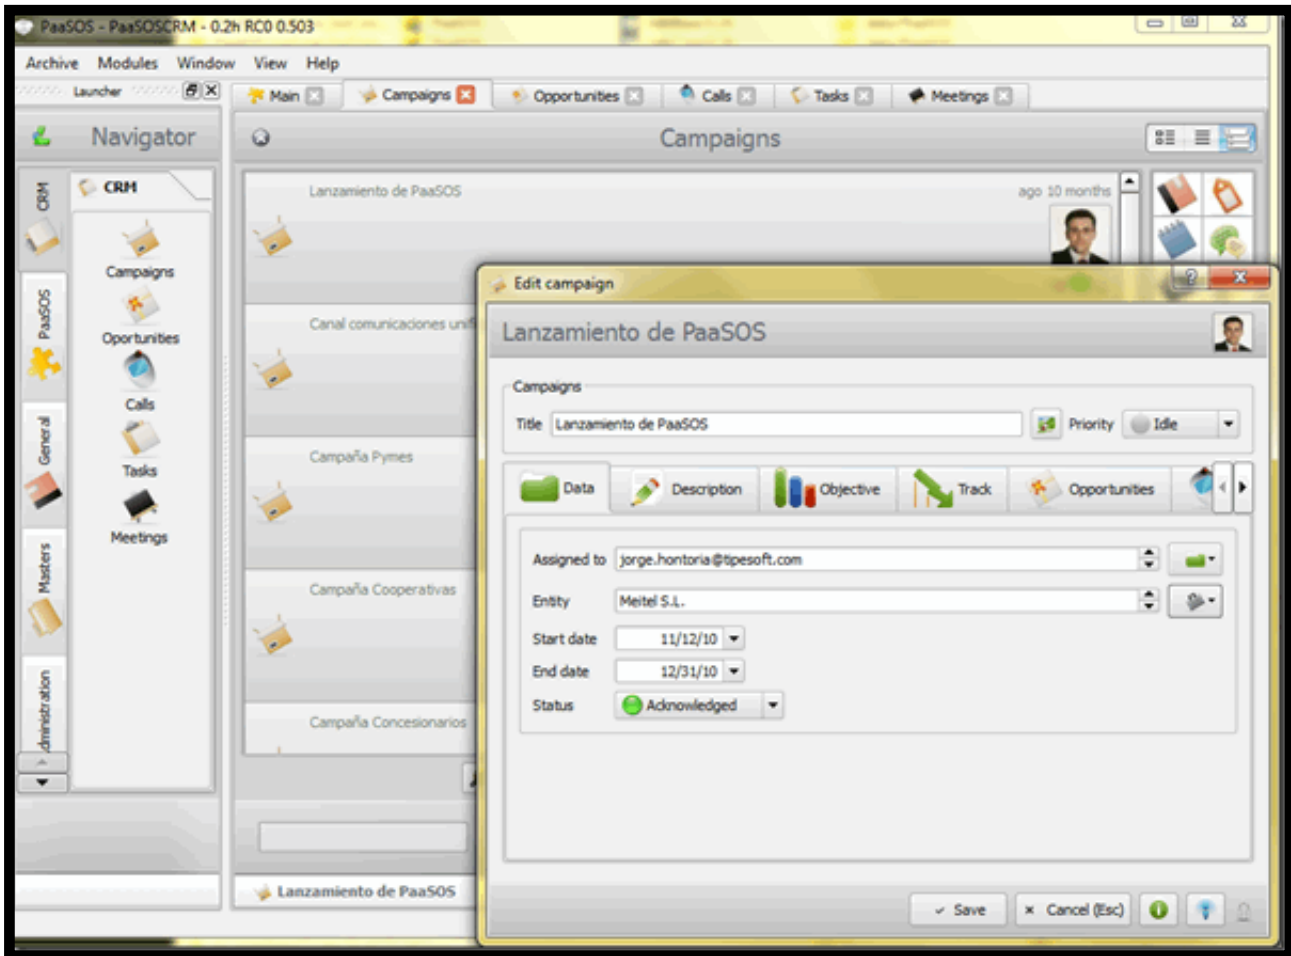 PaaSOS - PaaSOSCRM - 0.2h RC0 0.503
Archive Modules Window View Help
Launcher
Main Campaigns Opportunities Calls Tasks Meetings
Navigator
Campaigns
CRM
PaaSOS
General
Masters
dministration
CRM
Campaigns
Oportunities
Calls
Tasks
Meetings
Lanzamiento de PaaSOS
ago 10 months
Canal comunicaciones unifi
Campaña Pymes
Campaña Cooperativas
Campaña Concesionarios
Lanzamiento de PaaSOS
Edit campaign
Lanzamiento de PaaSOS
Campaigns
Title Lanzamiento de PaaSOS Priority Idle
Data Description Objective Track Opportunities
Assigned to jorge.hontoria@tipesoft.com
Entity Meitel S.L.
Start date 11/12/10
End date 12/31/10
Status Acknowledged
Save Cancel (Esc)